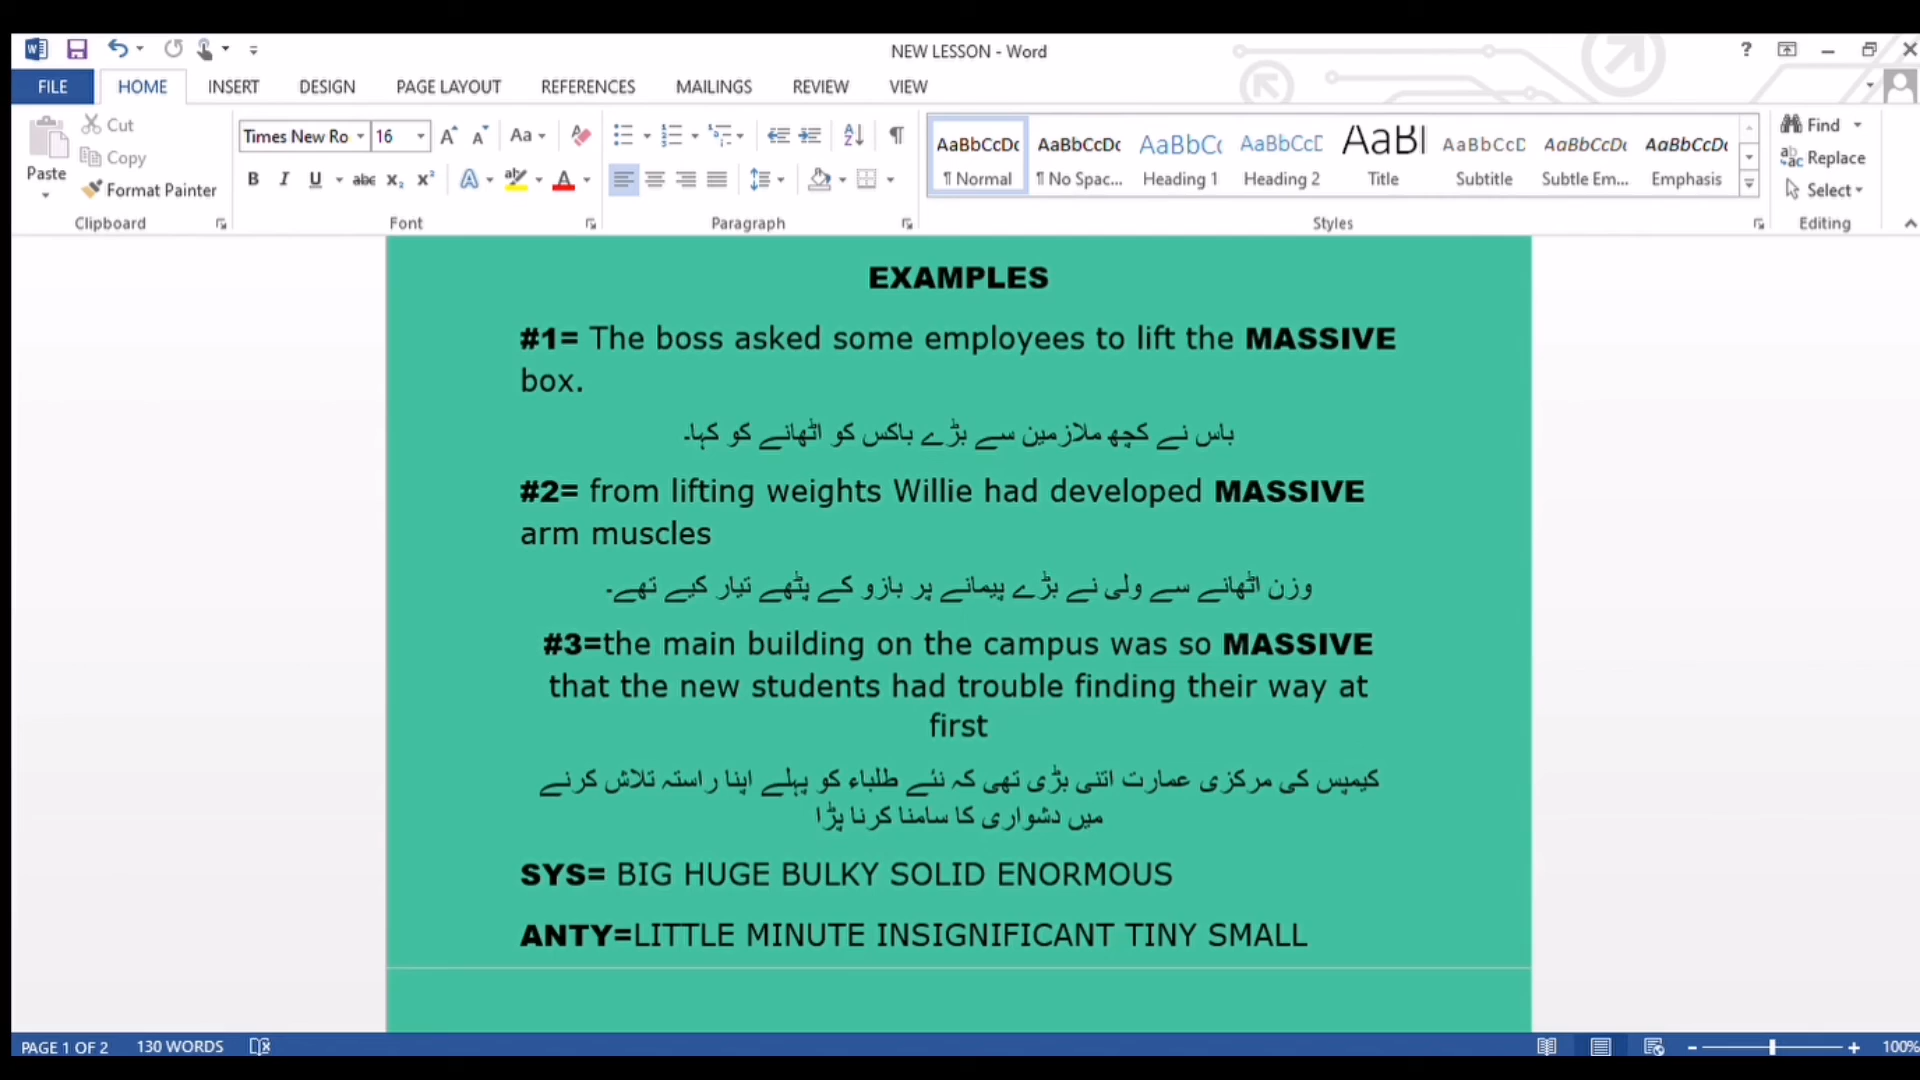 NEW LESSON - Word
FILE HOME INSERT DESIGN PAGE LAYOUT REFERENCES MAILINGS REVIEW VIEW
Paste
Cut
Copy
Format Painter
Clipboard
Times New Ro 16
Font
Paragraph
AaBbCcDc AaBbCcDc AaBbCc AaBbCcD AaBl AaBbCcD AaBbCcDc AaBbCcDc
¶ Normal ¶ No Spac... Heading 1 Heading 2 Title Subtitle Subtle Em... Emphasis
Styles
Find
Replace
Select
Editing
EXAMPLES
#1= The boss asked some employees to lift the MASSIVE
box.
باس نے کچھ ملازمین سے بڑے باکس کو اٹھانے کو کہا۔
#2= from lifting weights Willie had developed MASSIVE
arm muscles
وزن اٹھانے سے ولی نے بڑے پیمانے پر بازو کے پٹھے تیار کیے تھے۔
#3=the main building on the campus was so MASSIVE
that the new students had trouble finding their way at
first
کیمپس کی مرکزی عمارت اتنی بڑی تھی کہ نئے طلباء کو پہلے اپنا راستہ تلاش کرنے
میں دشواری کا سامنا کرنا پڑا
SYS= BIG HUGE BULKY SOLID ENORMOUS
ANTY=LITTLE MINUTE INSIGNIFICANT TINY SMALL
PAGE 1 OF 2 130 WORDS 100%